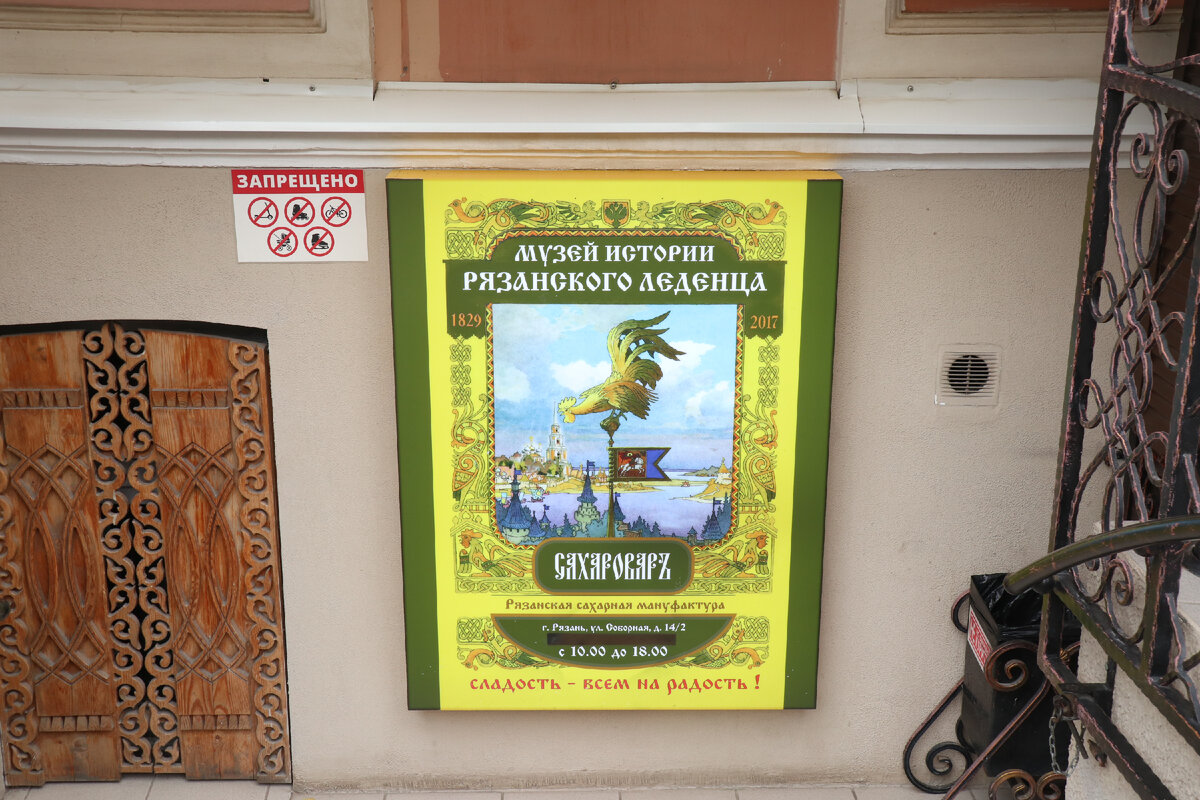 ЗАПРЕЩЕНО
МУЗЕЙ ИСТОРИИ
РЯЗАНСКОГО ЛЕДЕНЦА
1829 2017
САХАРОВАРЪ
Рязанская сахарная мануфактура
г. Рязань, ул. Соборная, д. 14/2
с 10.00 до 18.00
СЛАДОСТЬ - ВСЕМ НА РАДОСТЬ !